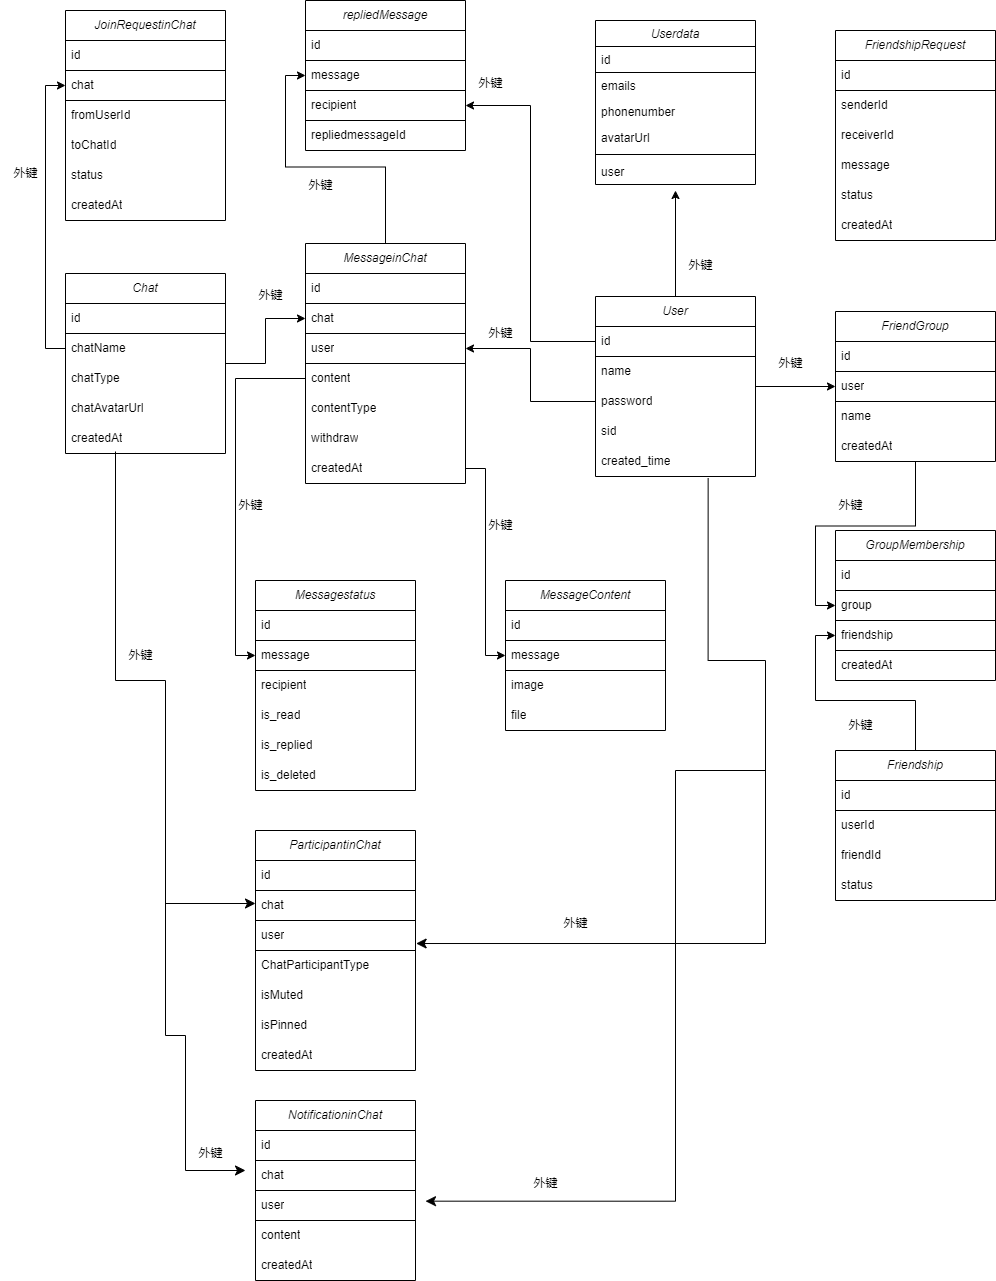 JoinRequestinChat
id
chat
fromUserId
toChatId
status
createdAt
repliedMessage
id
message
recipient
repliedmessageId
Userdata
id
emails
phonenumber
avatarUrl
user
FriendshipRequest
id
senderId
receiverId
message
status
createdAt
外键
外键
外键
外键
外键
外键
外键
Chat
id
chatName
chatType
chatAvatarUrl
createdAt
MessageinChat
id
chat
user
content
contentType
withdraw
createdAt
User
id
name
password
sid
created_time
FriendGroup
id
user
name
createdAt
外键
外键
外键
GroupMembership
id
group
friendship
createdAt
Messagestatus
id
message
recipient
is_read
is_replied
is_deleted
MessageContent
id
message
image
file
外键
外键
Friendship
id
userId
friendId
status
ParticipantinChat
id
chat
user
ChatParticipantType
isMuted
isPinned
createdAt
外键
NotificationinChat
id
chat
user
content
createdAt
外键
外键